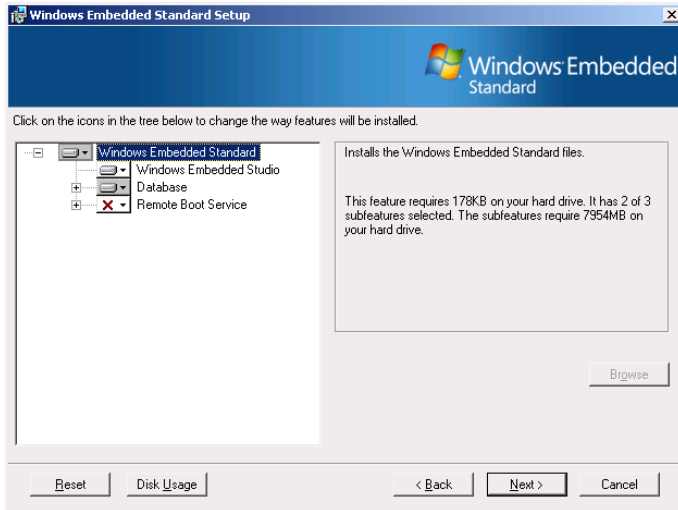 Windows Embedded Standard Setup
Windows Embedded
Standard
Click on the icons in the tree below to change the way features will be installed.
Windows Embedded Standard
Windows Embedded Studio
Database
Remote Boot Service
Installs the Windows Embedded Standard files.
This feature requires 178KB on your hard drive. It has 2 of 3
subfeatures selected. The subfeatures require 7954MB on
your hard drive.
Browse
Reset
Disk Usage
< Back
Next >
Cancel